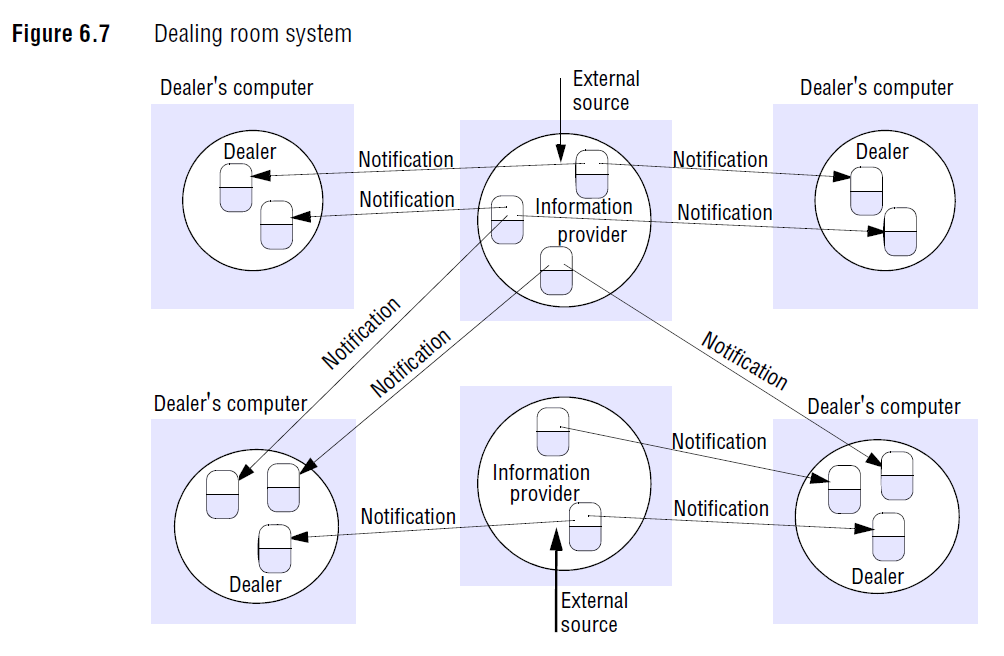 Figure 6.7 Dealing room system
Dealer's computer
External
source
Dealer's computer
Dealer
Notification
Notification
Dealer
Notification
Information
Notification
provider
Notification
Notification
Notification
Dealer's computer
Dealer's computer
Notification
Information
provider
Notification
Notification
Dealer
Dealer
External
source